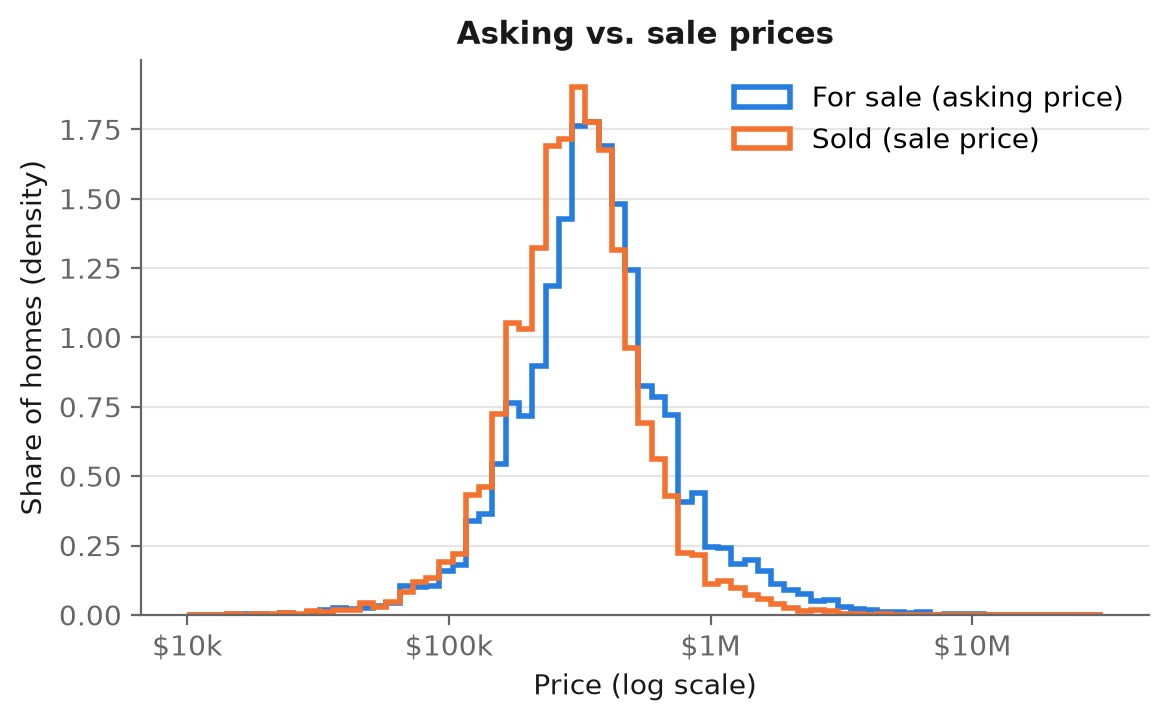 Asking vs. sale prices
For sale (asking price)
Sold (sale price)
Share of homes (density)
1.75
1.50
1.25
1.00
0.75
0.50
0.25
0.00
$10k
$100k
$1M
$10M
Price (log scale)